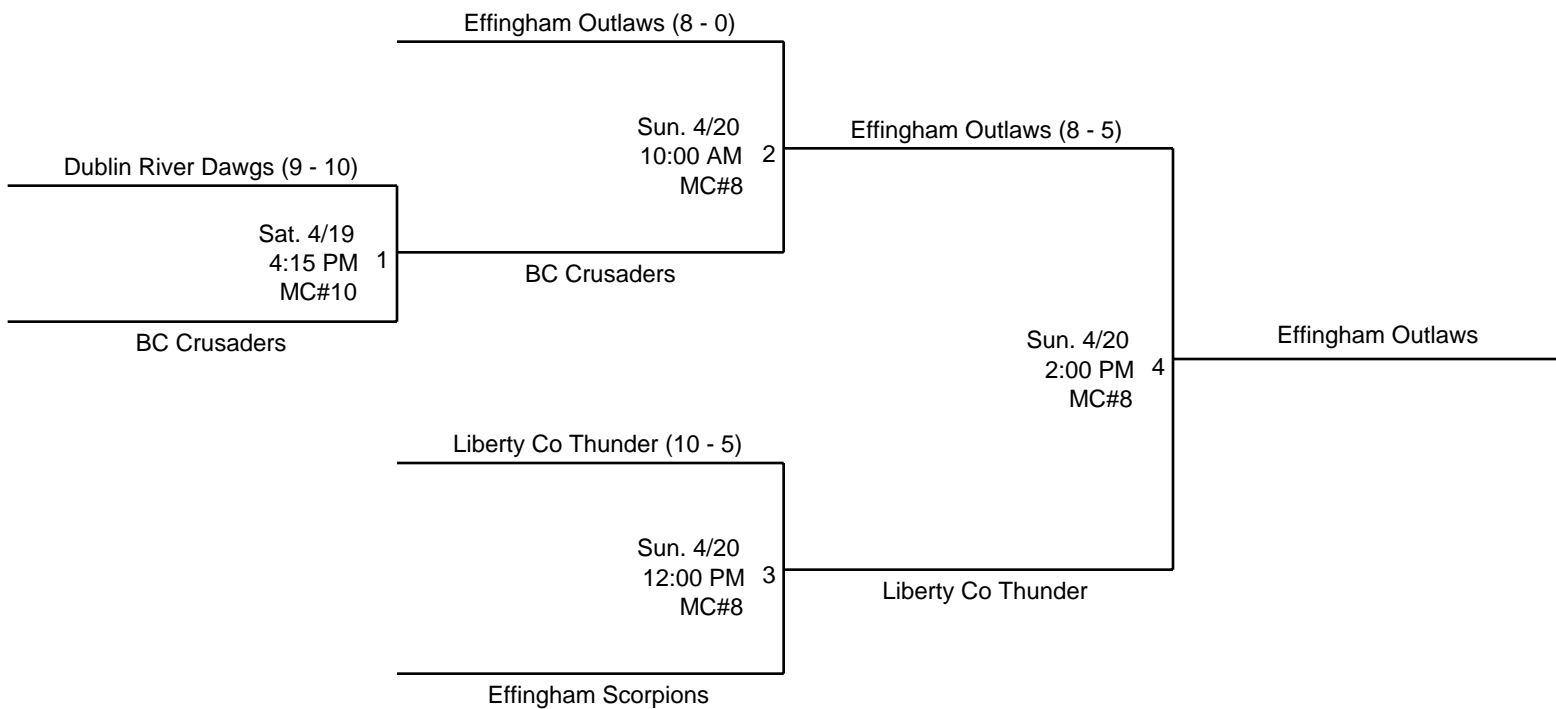 Effingham Outlaws (8 - 0)
Sun. 4/20
10:00 AM
MC#8
2
Effingham Outlaws (8 - 5)
Dublin River Dawgs (9 - 10)
Sat. 4/19
4:15 PM
MC#10
1
BC Crusaders
BC Crusaders
Sun. 4/20
2:00 PM
MC#8
4
Effingham Outlaws
Liberty Co Thunder (10 - 5)
Sun. 4/20
12:00 PM
MC#8
3
Liberty Co Thunder
Effingham Scorpions